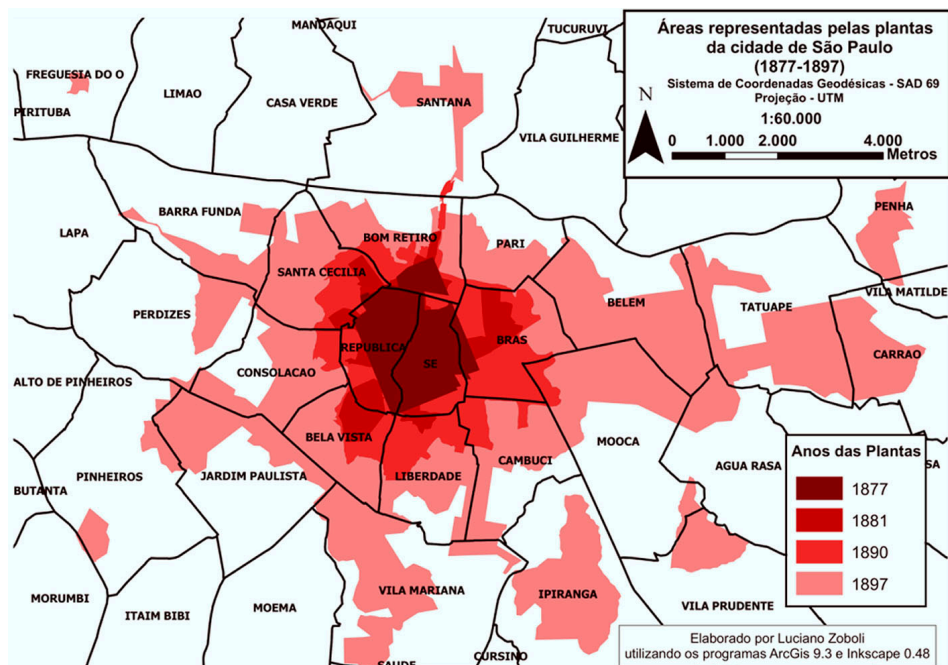 Áreas representadas pelas plantas
da cidade de São Paulo
(1877-1897)
Sistema de Coordenadas Geodésicas - SAD 69
Projeção - UTM
1:60.000
N
0 1.000 2.000 4.000
Metros
MANDAQUI
TUCURUVI
FREGUESIA DO O
PIRITUBA
LIMAO
CASA VERDE
SANTANA
VILA GUILHERME
PENHA
LAPA
BARRA FUNDA
BOM RETIRO
PARI
SANTA CECILIA
BELEM
TATUAPE
VILA MATILDE
PERDIZES
REPUBLICA
SE
BRAS
CARRAO
ALTO DE PINHEIROS
CONSOLACAO
BELA VISTA
MOOCA
PINHEIROS
JARDIM PAULISTA
LIBERDADE
CAMBUCI
AGUA RASA
SA
BUTANTA
MORUMBI
ITAIM BIBI
MOEMA
VILA MARIANA
IPIRANGA
VILA PRUDENTE
SAUDE
CURSINO
Anos das Plantas
1877
1881
1890
1897
Elaborado por Luciano Zoboli
utilizando os programas ArcGis 9.3 e Inkscape 0.48